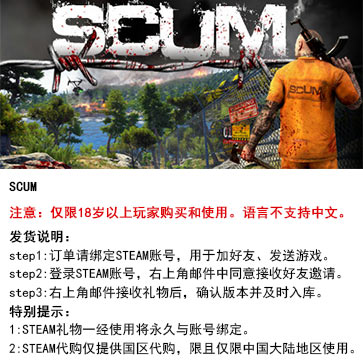 SCUM
SCUM
注意：仅限18岁以上玩家购买和使用。语言不支持中文。
发货说明：
step1:订单请绑定STEAM账号，用于加好友、发送游戏。
step2:登录STEAM账号，右上角邮件中同意接收好友邀请。
step3:右上角邮件接收礼物后，确认版本并及时入库。
特别提示：
1:STEAM礼物一经使用将永久与账号绑定。
2:STEAM代购仅提供国区代购，限且仅限中国大陆地区使用。